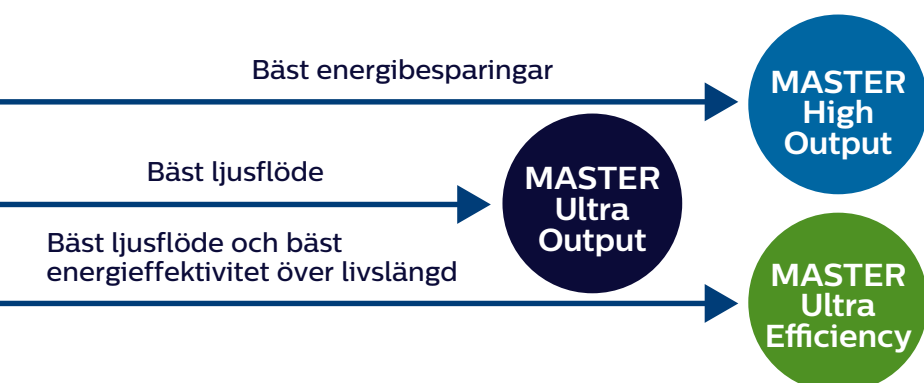 Bäst energibesparingar
MASTER
High
Output
Bäst ljusflöde
MASTER
Ultra
Output
Bäst ljusflöde och bäst
energieffektivitet över livslängd
MASTER
Ultra
Efficiency